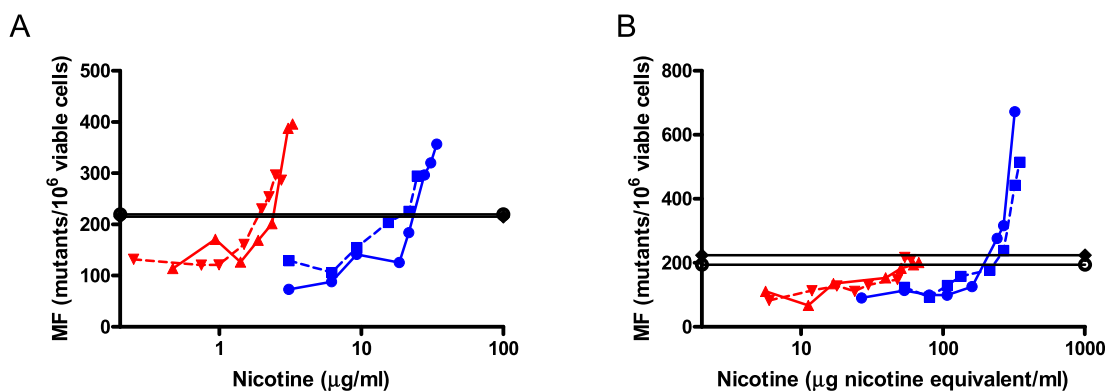 A
B
MF (mutants/10⁶ viable cells)
500
400
300
200
100
0
1
10
100
Nicotine (μg/ml)
MF (mutants/10⁶ viable cells)
800
600
400
200
0
10
100
1000
Nicotine (μg nicotine equivalent/ml)